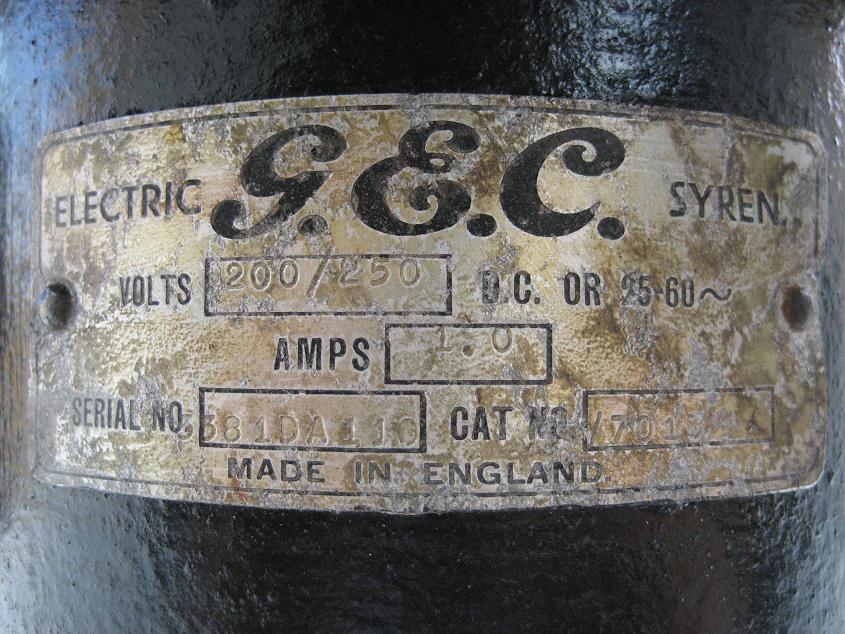 ELECTRIC G.E.C. SYREN.
VOLTS 200/250 D.C. OR 25-60~
AMPS 1.0
SERIAL NO. CAT NO.
MADE IN ENGLAND.